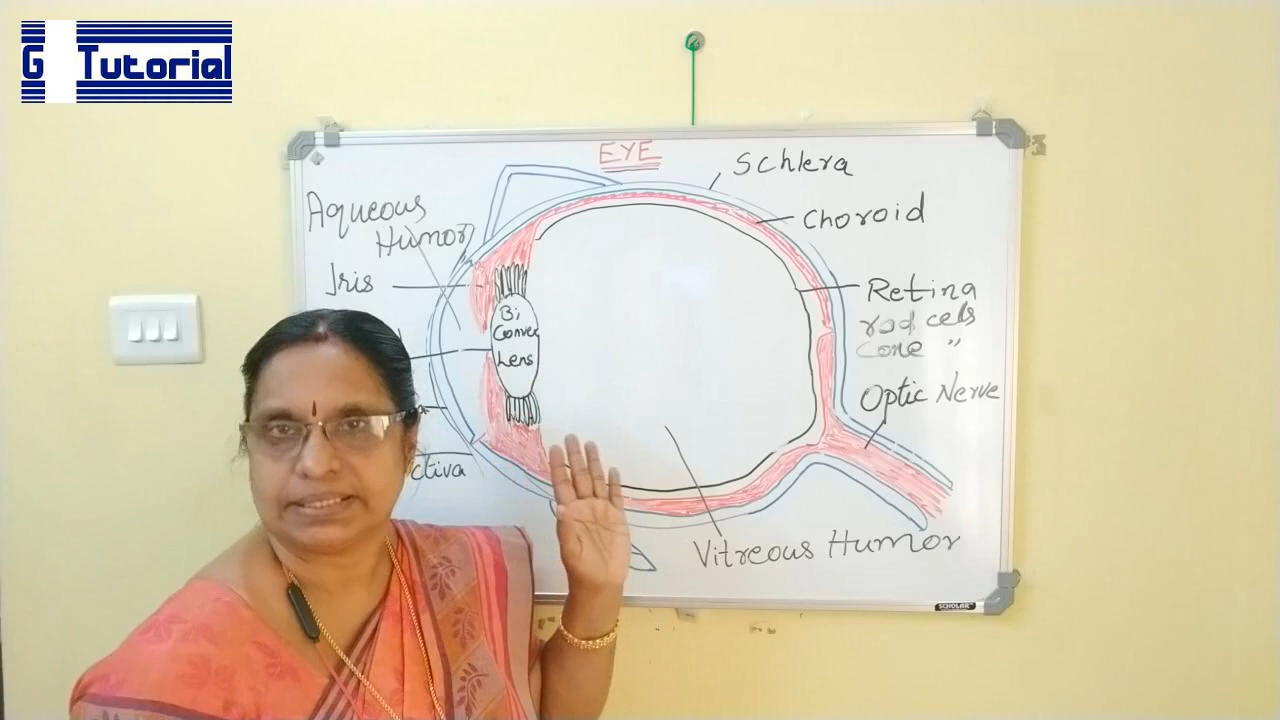 G Tutorial
EYE
Schlera
Aqueous
Humor
Choroid
Iris
Retina
rod cells
cone "
Bi
Convex
Lens
Optic Nerve
ctiva
Vitreous Humor
SCHOLAR